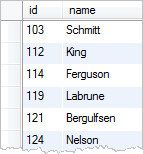 id name
103 Schmitt
112 King
114 Ferguson
119 Labrune
121 Bergulfsen
124 Nelson